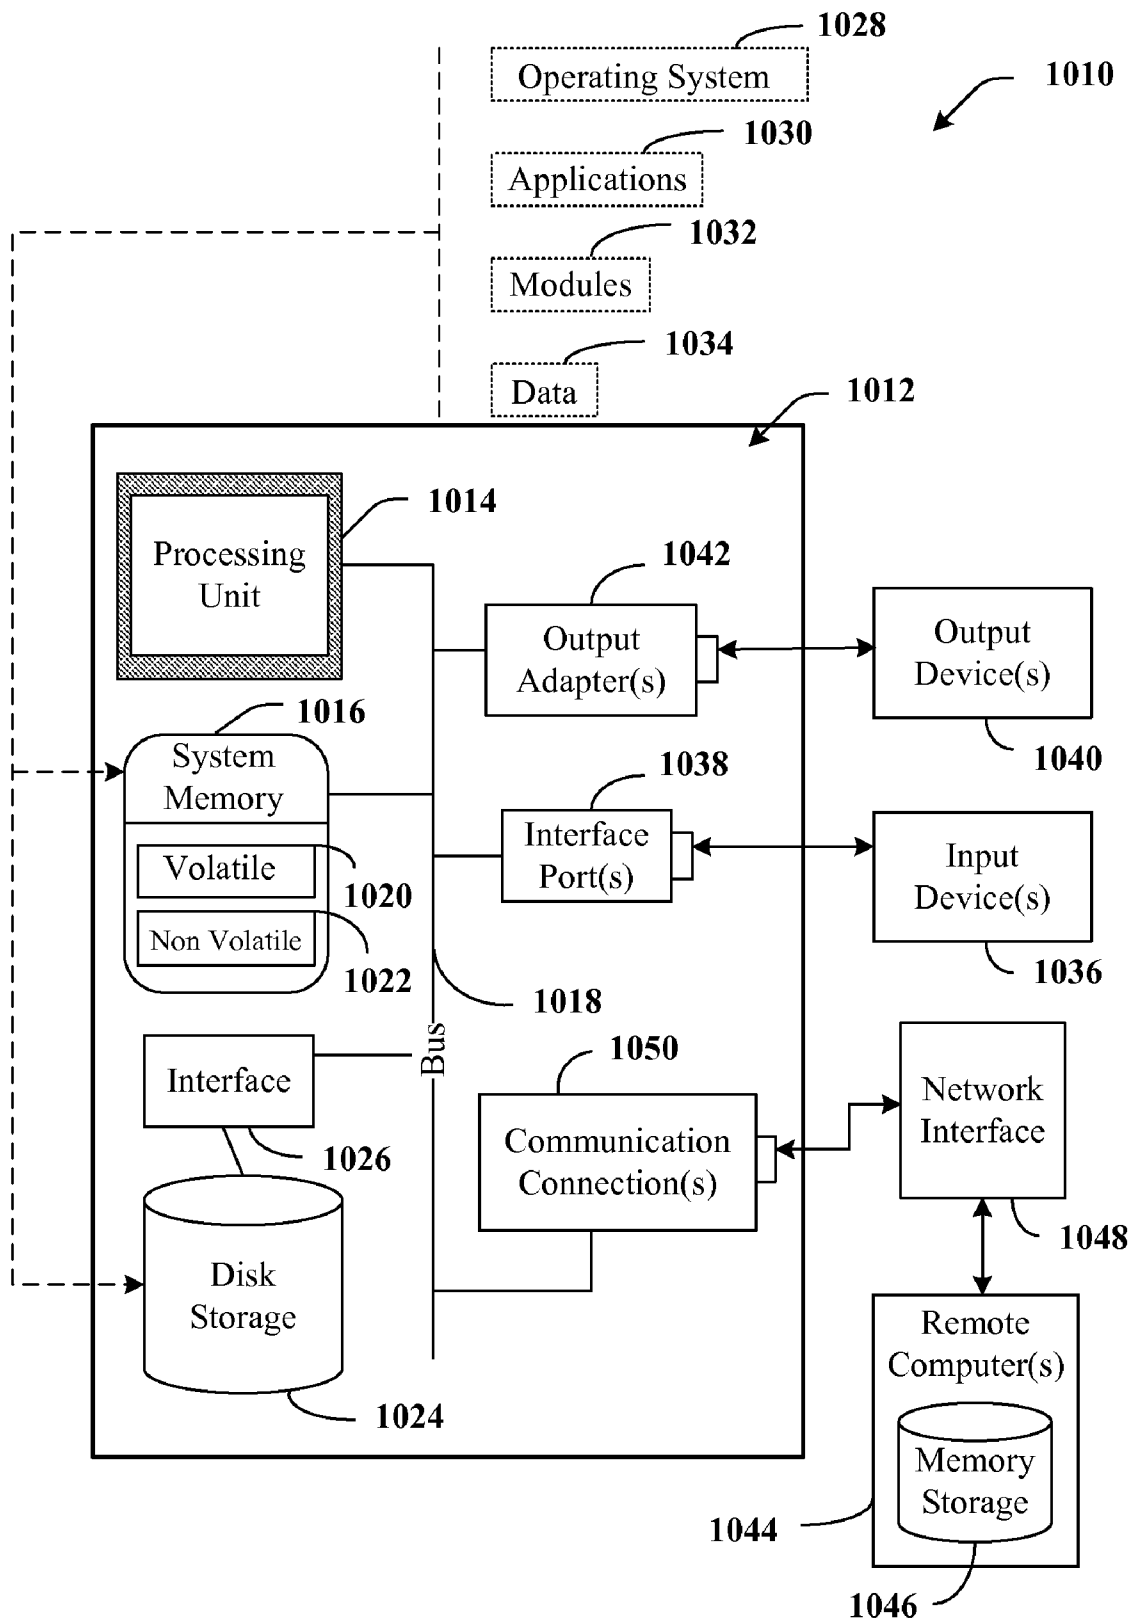 1028
Operating System
1010
1030
Applications
1032
Modules
1034
Data
1012
1014
Processing
Unit
1042
Output
Adapter(s)
Output
Device(s)
1040
1016
System
Memory
1038
Interface
Port(s)
Input
Device(s)
1036
Volatile
1020
Non Volatile
1022
1018
Bus
Interface
1026
1050
Communication
Connection(s)
Network
Interface
1048
Disk
Storage
1024
Remote
Computer(s)
Memory
Storage
1044
1046